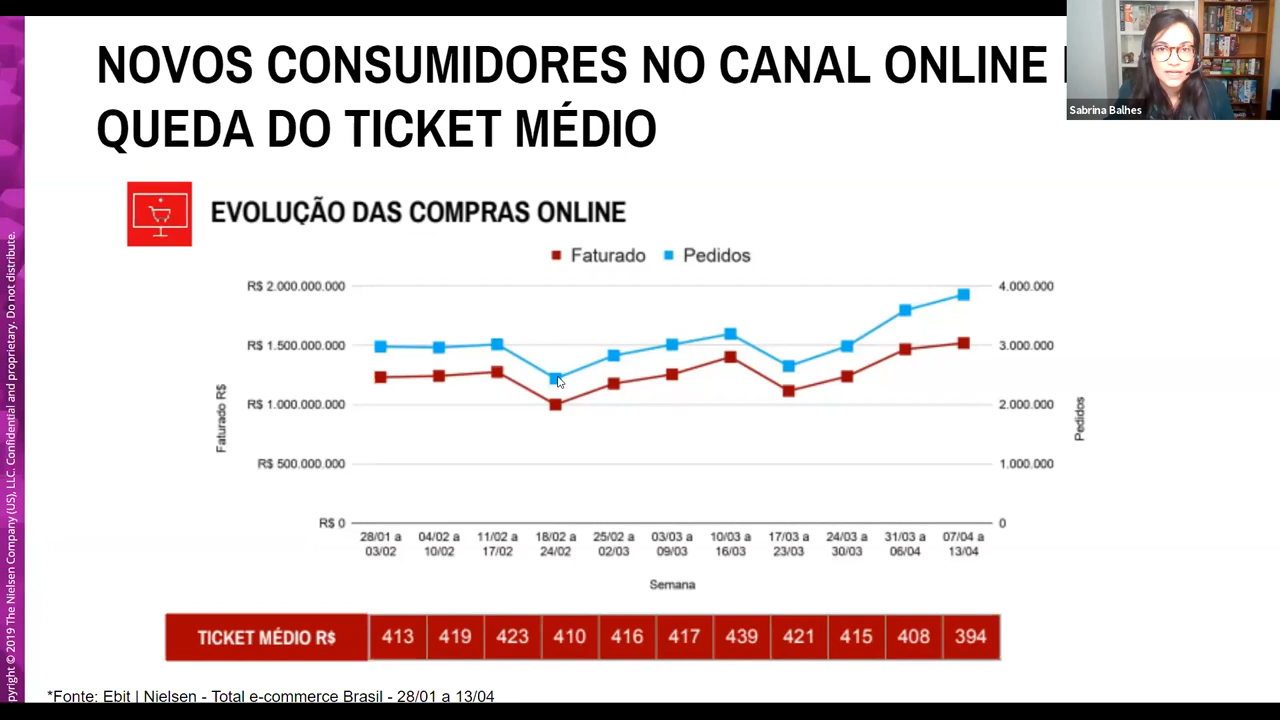 NOVOS CONSUMIDORES NO CANAL ONLINE
QUEDA DO TICKET MÉDIO
Sabrina Balhes
EVOLUÇÃO DAS COMPRAS ONLINE
Faturado Pedidos
R$ 2.000.000.000
R$ 1.500.000.000
R$ 1.000.000.000
R$ 500.000.000
R$ 0
Faturado R$
4.000.000
3.000.000
2.000.000
1.000.000
0
Pedidos
28/01 a 04/02 a 11/02 a 18/02 a 25/02 a 03/03 a 10/03 a 17/03 a 24/03 a 31/03 a 07/04 a
03/02 10/02 17/02 24/02 02/03 09/03 16/03 23/03 30/03 06/04 13/04
Semana
TICKET MÉDIO R$ 413 419 423 410 416 417 439 421 415 408 394
*Fonte: Ebit | Nielsen - Total e-commerce Brasil - 28/01 a 13/04
pyright © 2019 The Nielsen Company (US), LLC. Confidential and proprietary. Do not distribute.